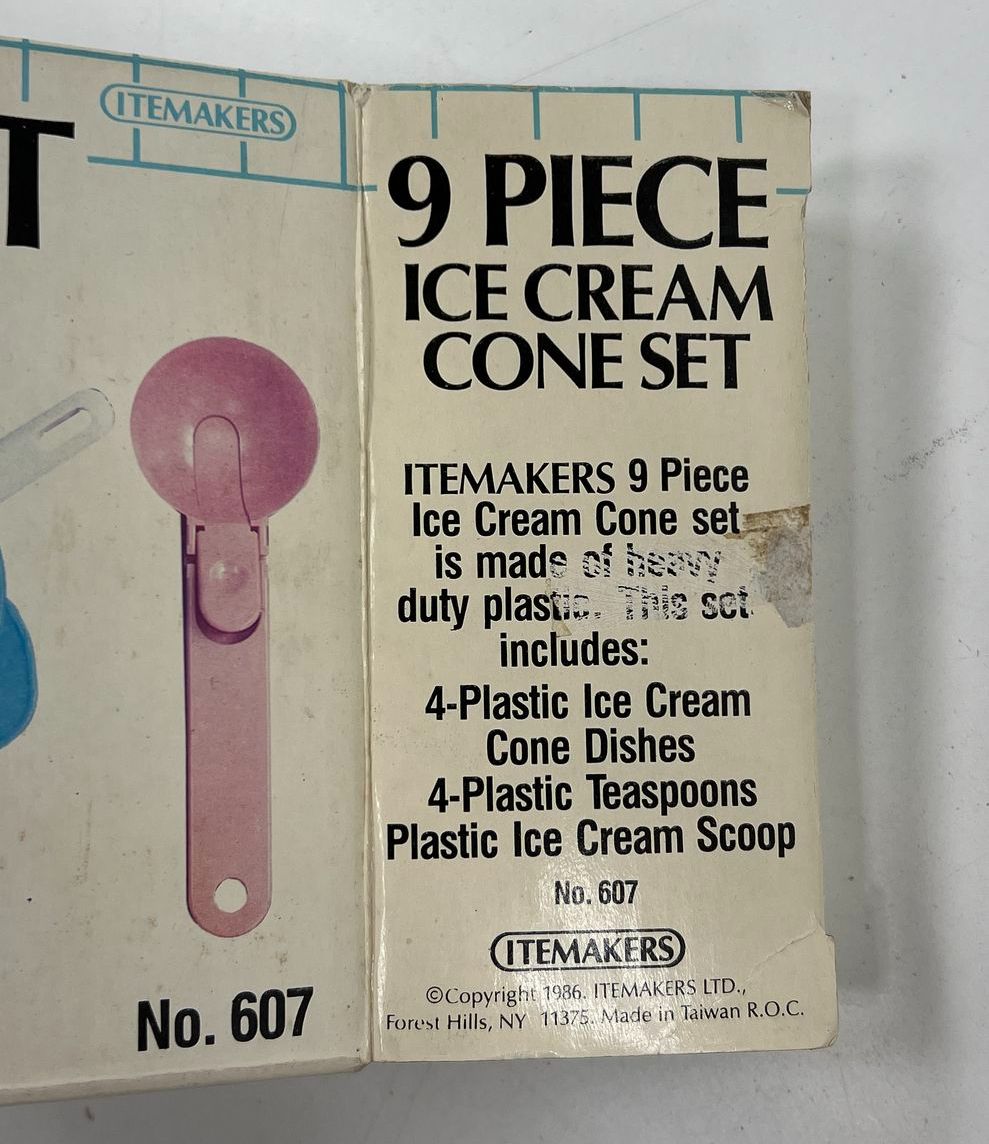 T
ITEMAKERS
No. 607
9 PIECE
ICE CREAM
CONE SET
ITEMAKERS 9 Piece
Ice Cream Cone set
is made of heavy
duty plastic. This set
includes:
4-Plastic Ice Cream
Cone Dishes
4-Plastic Teaspoons
Plastic Ice Cream Scoop
No. 607
ITEMAKERS
©Copyright 1986. ITEMAKERS LTD.,
Forest Hills, NY 11375. Made in Taiwan R.O.C.